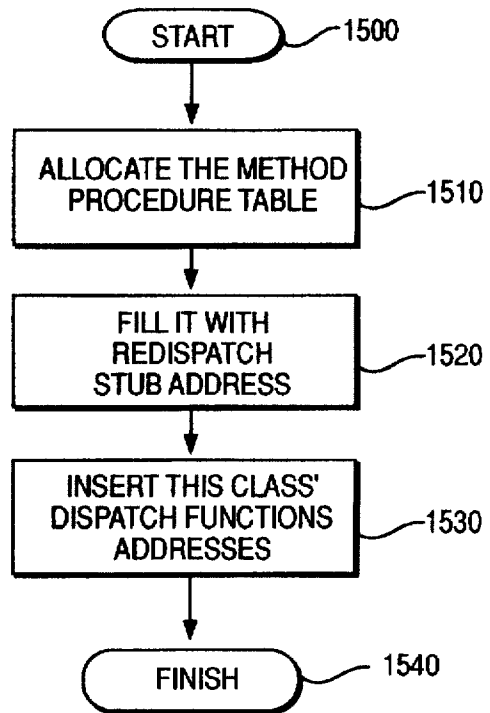 START
1500
ALLOCATE THE METHOD
PROCEDURE TABLE
1510
FILL IT WITH
REDISPATCH
STUB ADDRESS
1520
INSERT THIS CLASS'
DISPATCH FUNCTIONS
ADDRESSES
1530
FINISH
1540